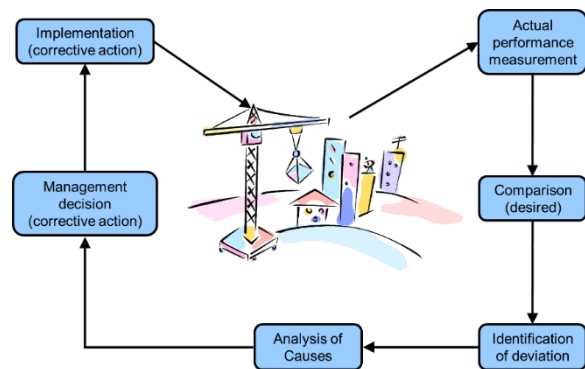 Implementation
(corrective action)
Actual
performance
measurement
Management
decision
(corrective action)
Comparison
(desired)
Analysis of
Causes
Identification
of deviation